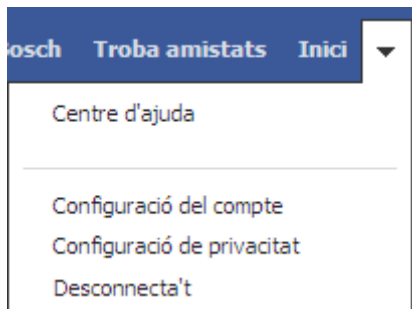 osch Troba amistats Inici
Centre d'ajuda
Configuració del compte
Configuració de privacitat
Desconnecta't